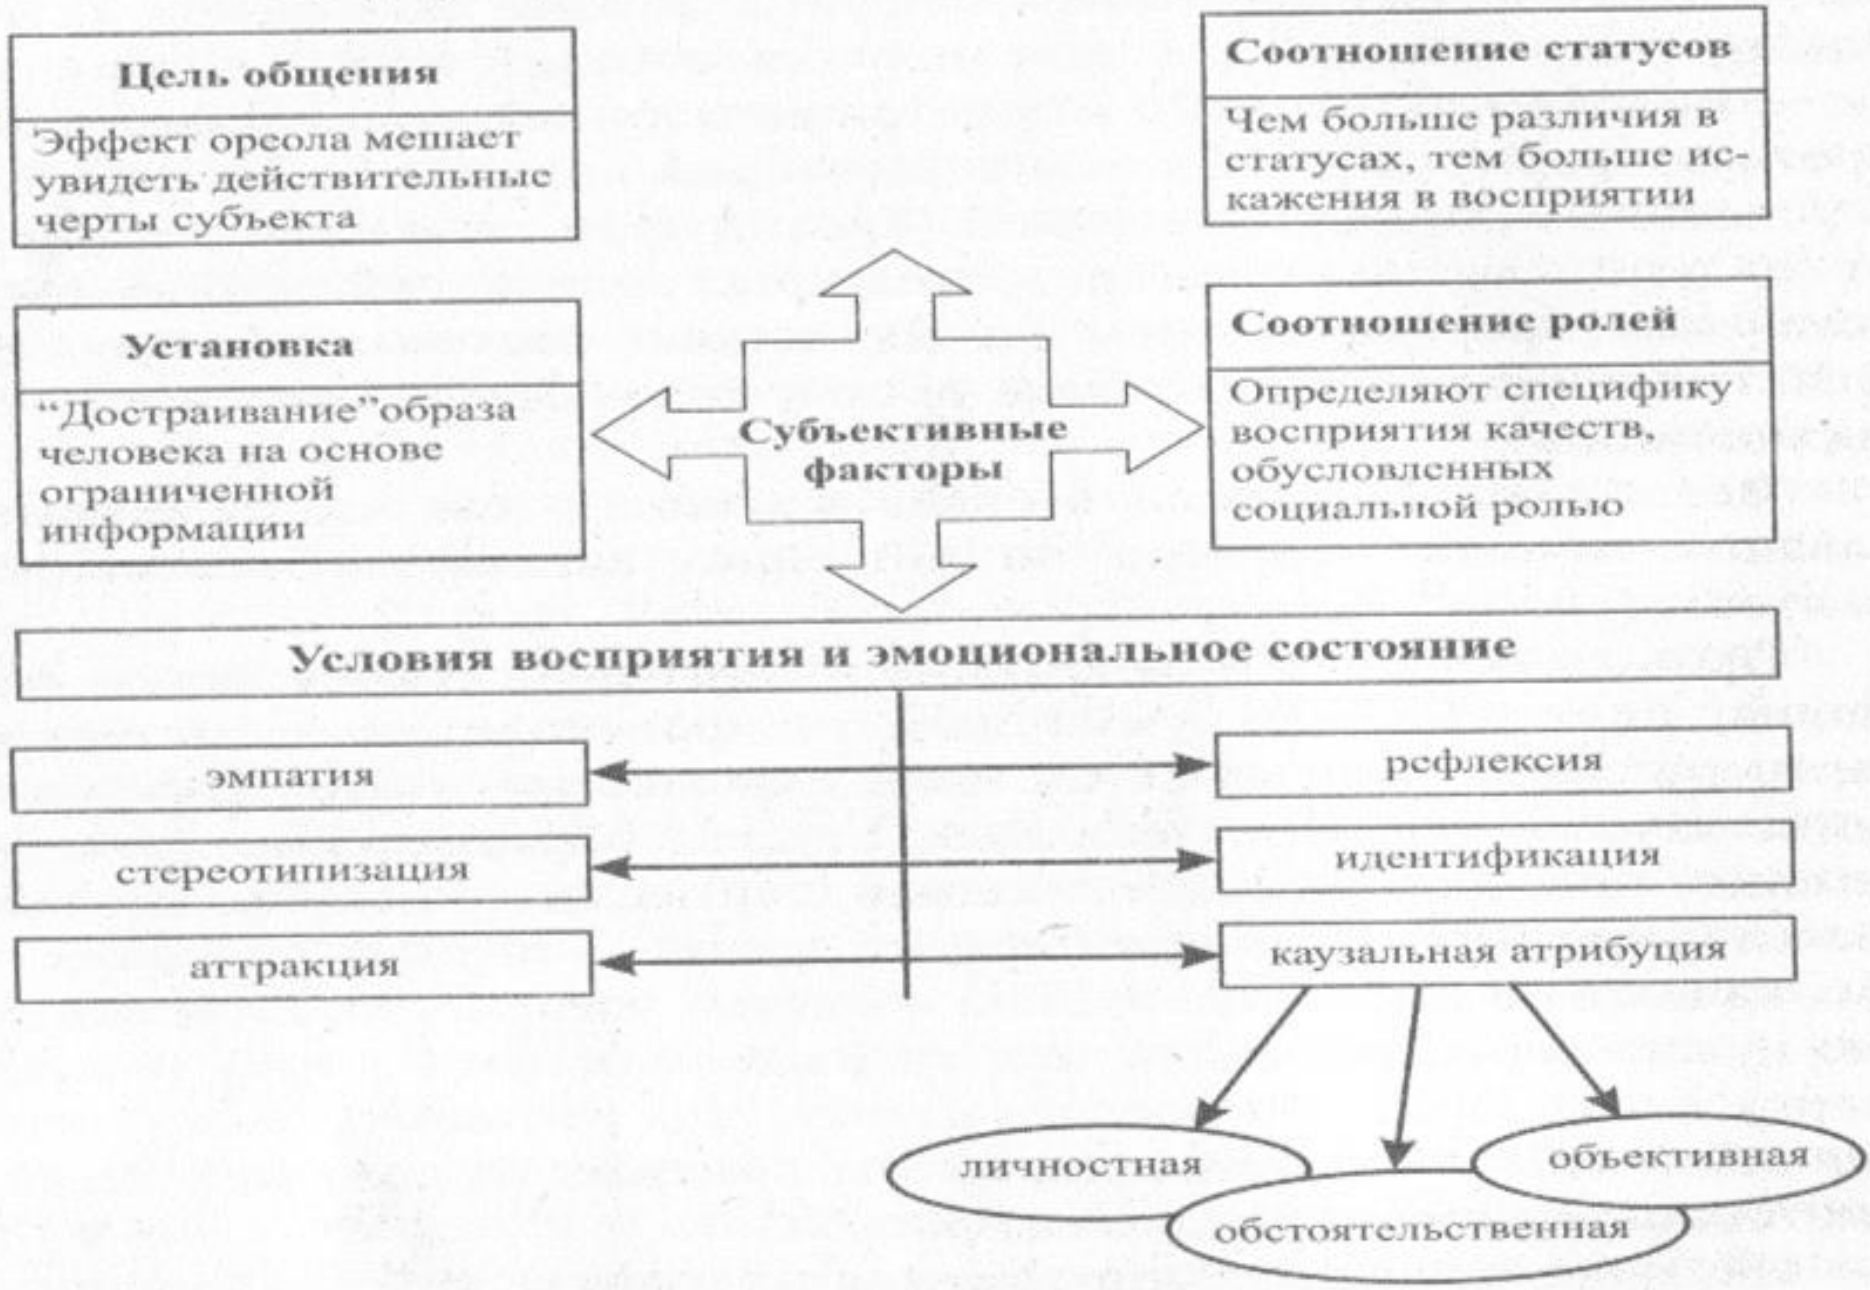 Цель общения
Эффект ореола мешает
увидеть действительные
черты субъекта
Соотношение статусов
Чем больше различия в
статусах, тем больше ис-
кажения в восприятии
Установка
“Достраивание”образа
человека на основе
ограниченной
информации
Субъективные
факторы
Соотношение ролей
Определяют специфику
восприятия качеств,
обусловленных
социальной ролью
Условия восприятия и эмоциональное состояние
эмпатия
рефлексия
стереотипизация
идентификация
аттракция
каузальная атрибуция
личностная
объективная
обстоятельственная